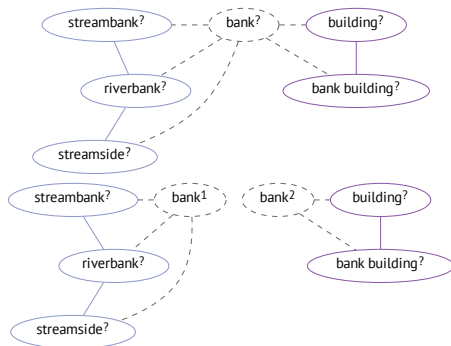 streambank? bank? building?
riverbank? bank building?
streamside?
streambank? bank1 bank2 building?
riverbank? bank building?
streamside?